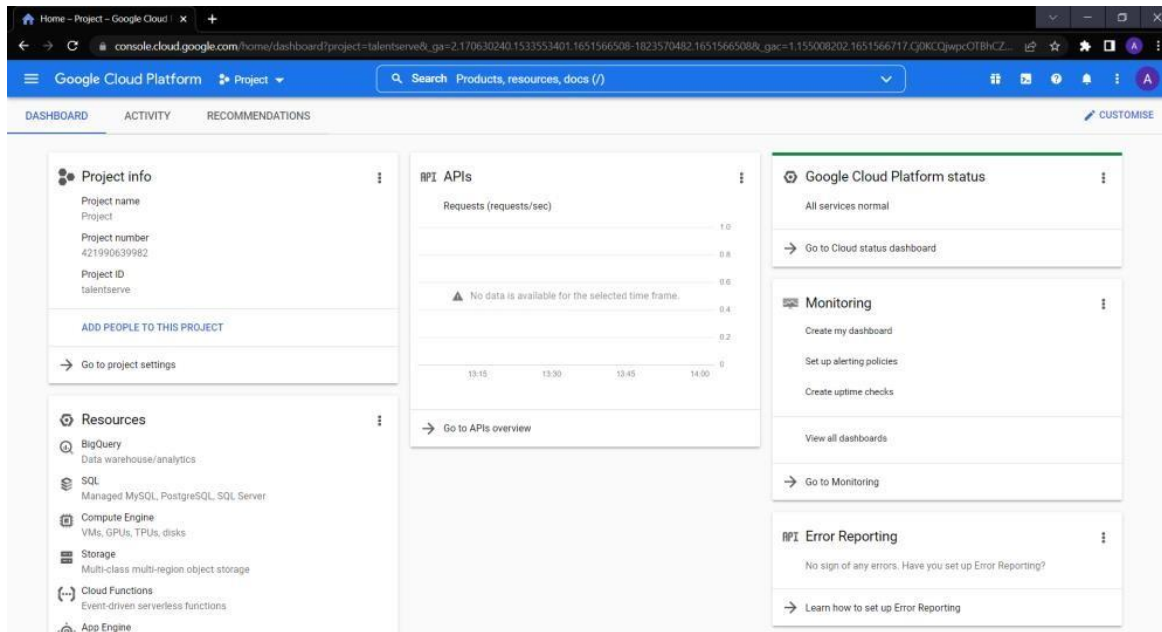 Home – Project – Google Cloud
console.cloud.google.com/home/dashboard?project=talentserve&_ga=2.170630240.1533553401.1651566508-1823570482.1651566508&_gac=1.155008202.1651566717.Cj0KCQjwpcOTBhCZ...
Google Cloud Platform Project Search Products, resources, docs (/) A
DASHBOARD ACTIVITY RECOMMENDATIONS CUSTOMISE
Project info
Project name
Project
Project number
421990639982
Project ID
talentserve
ADD PEOPLE TO THIS PROJECT
Go to project settings
Resources
BigQuery
Data warehouse/analytics
SQL
Managed MySQL, PostgreSQL, SQL Server
Compute Engine
VMs, GPUs, TPUs, disks
Storage
Multi-class multi-region object storage
Cloud Functions
Event-driven serverless functions
App Engine
API APIs
Requests (requests/sec)
1.0
0.8
0.6
No data is available for the selected time frame.
0.4
0.2
0
13:15 13:30 13:45 14:00
Go to APIs overview
Google Cloud Platform status
All services normal
Go to Cloud status dashboard
Monitoring
Create my dashboard
Set up alerting policies
Create uptime checks
View all dashboards
Go to Monitoring
API Error Reporting
No sign of any errors. Have you set up Error Reporting?
Learn how to set up Error Reporting